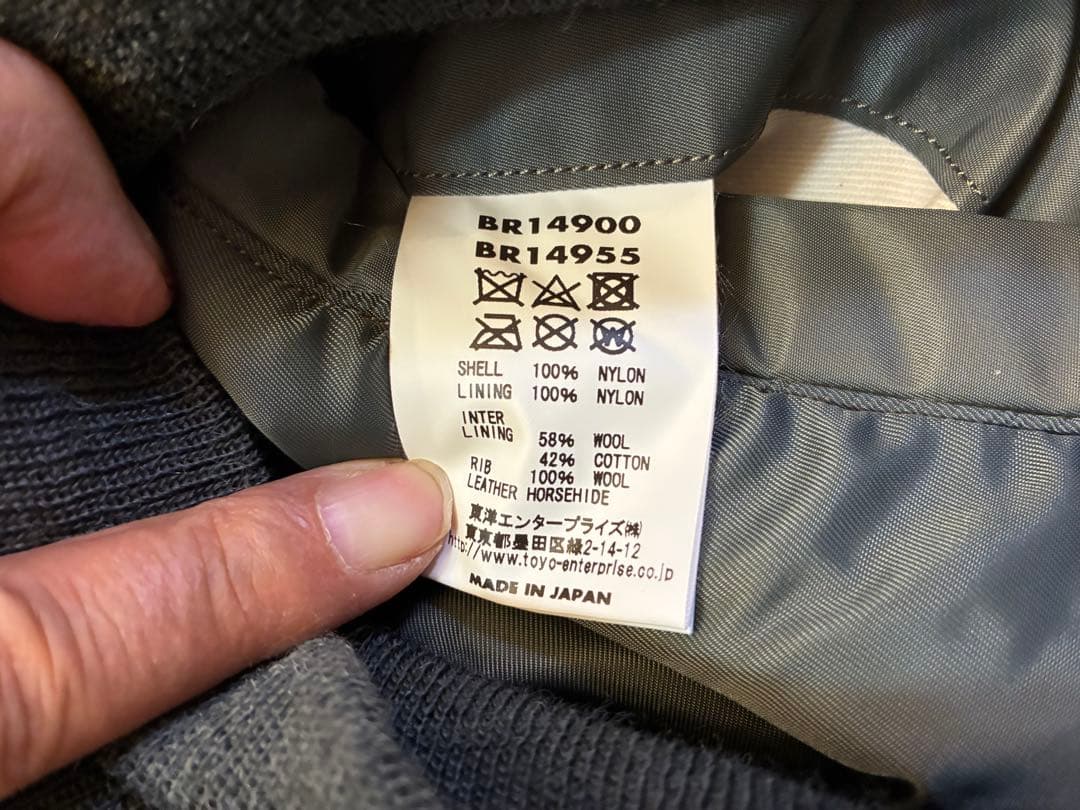 BR14900
BR14955
W
SHELL 100% NYLON
LINING 100% NYLON
INTER
LINING 58% WOOL
42% COTTON
RIB 100% WOOL
LEATHER HORSEHIDE
東洋エンタープライズ㈱
東京都墨田区緑2-14-12
http://www.toyo-enterprise.co.jp
MADE IN JAPAN